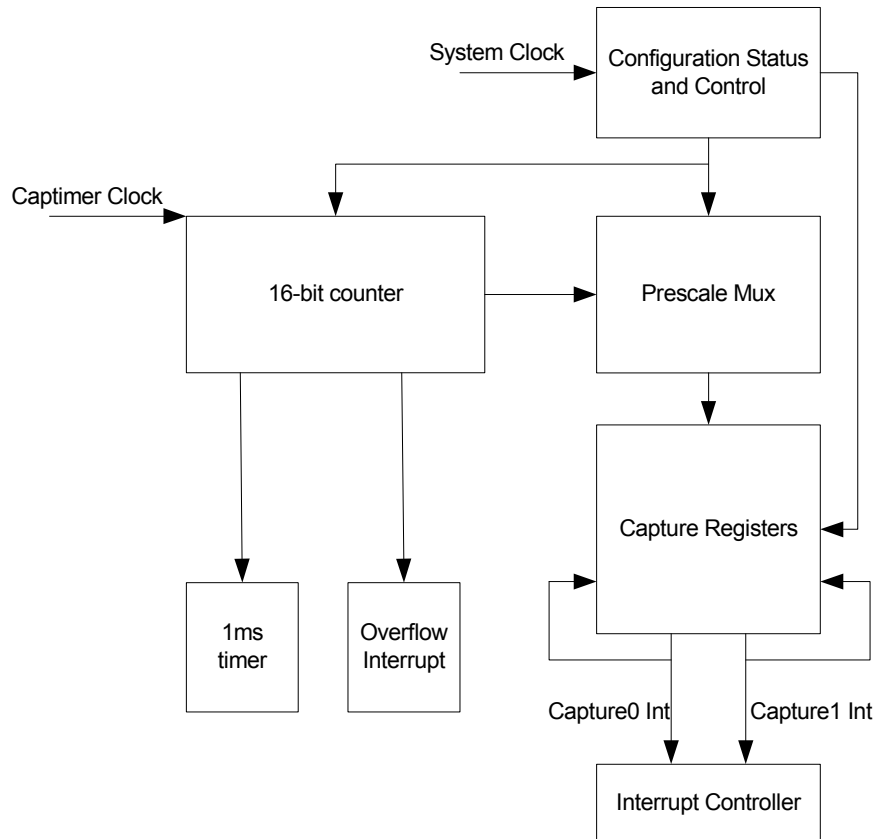 System Clock
Configuration Status
and Control
Captimer Clock
16-bit counter
Prescale Mux
Capture Registers
1ms
timer
Overflow
Interrupt
Capture0 Int
Capture1 Int
Interrupt Controller